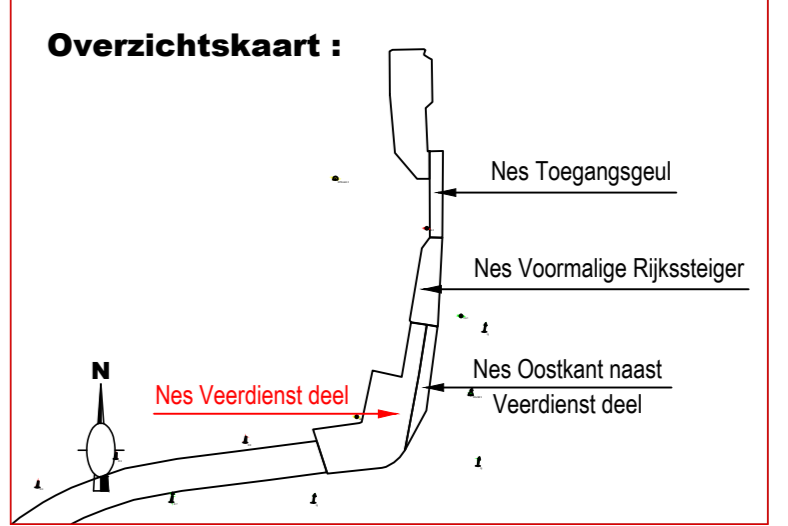 Overzichtskaart :
Nes Toegangsgeul
Nes Voormalige Rijkssteiger
N
Nes Veerdienst deel
Nes Oostkant naast
Veerdienst deel